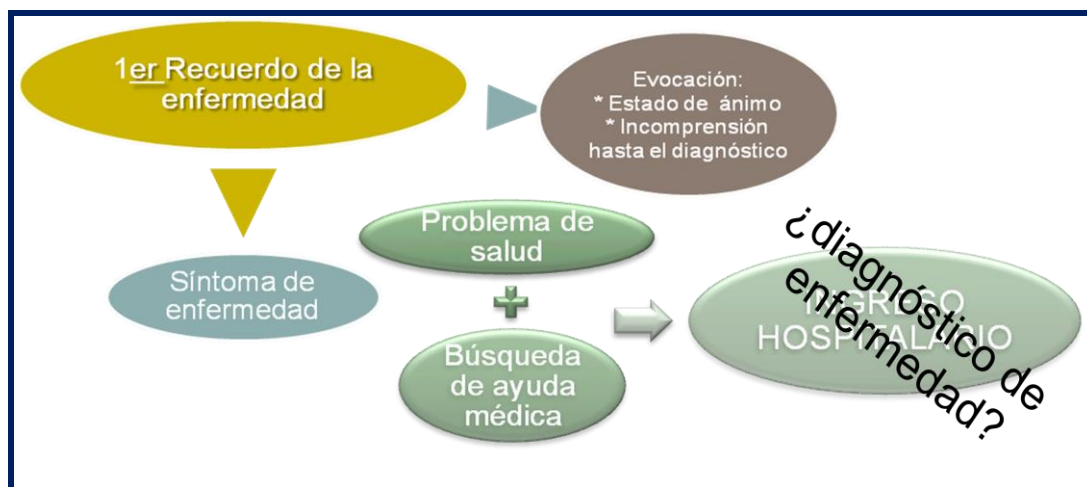 1er Recuerdo de la
enfermedad
Evocación:
* Estado de ánimo
* Incomprensión
hasta el diagnóstico
Síntoma de
enfermedad
Problema de
salud
Búsqueda
de ayuda
médica
INGRESO
HOSPITALARIO
¿diagnóstico de
enfermedad?